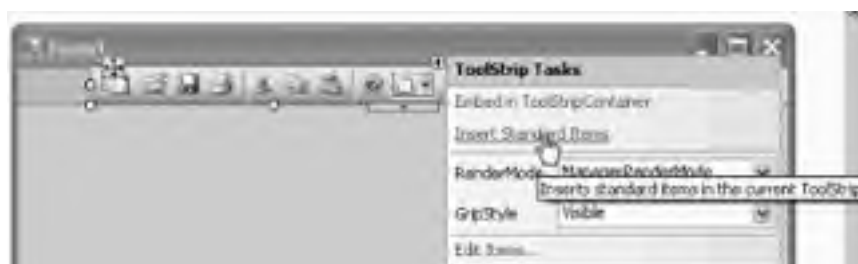 ToolStrip Tasks
Embed in ToolStripContainer
Insert Standard Items
RenderMode ManagerRenderMode
Inserts standard items in the current ToolStrip
GripStyle Visible
Edit Items...